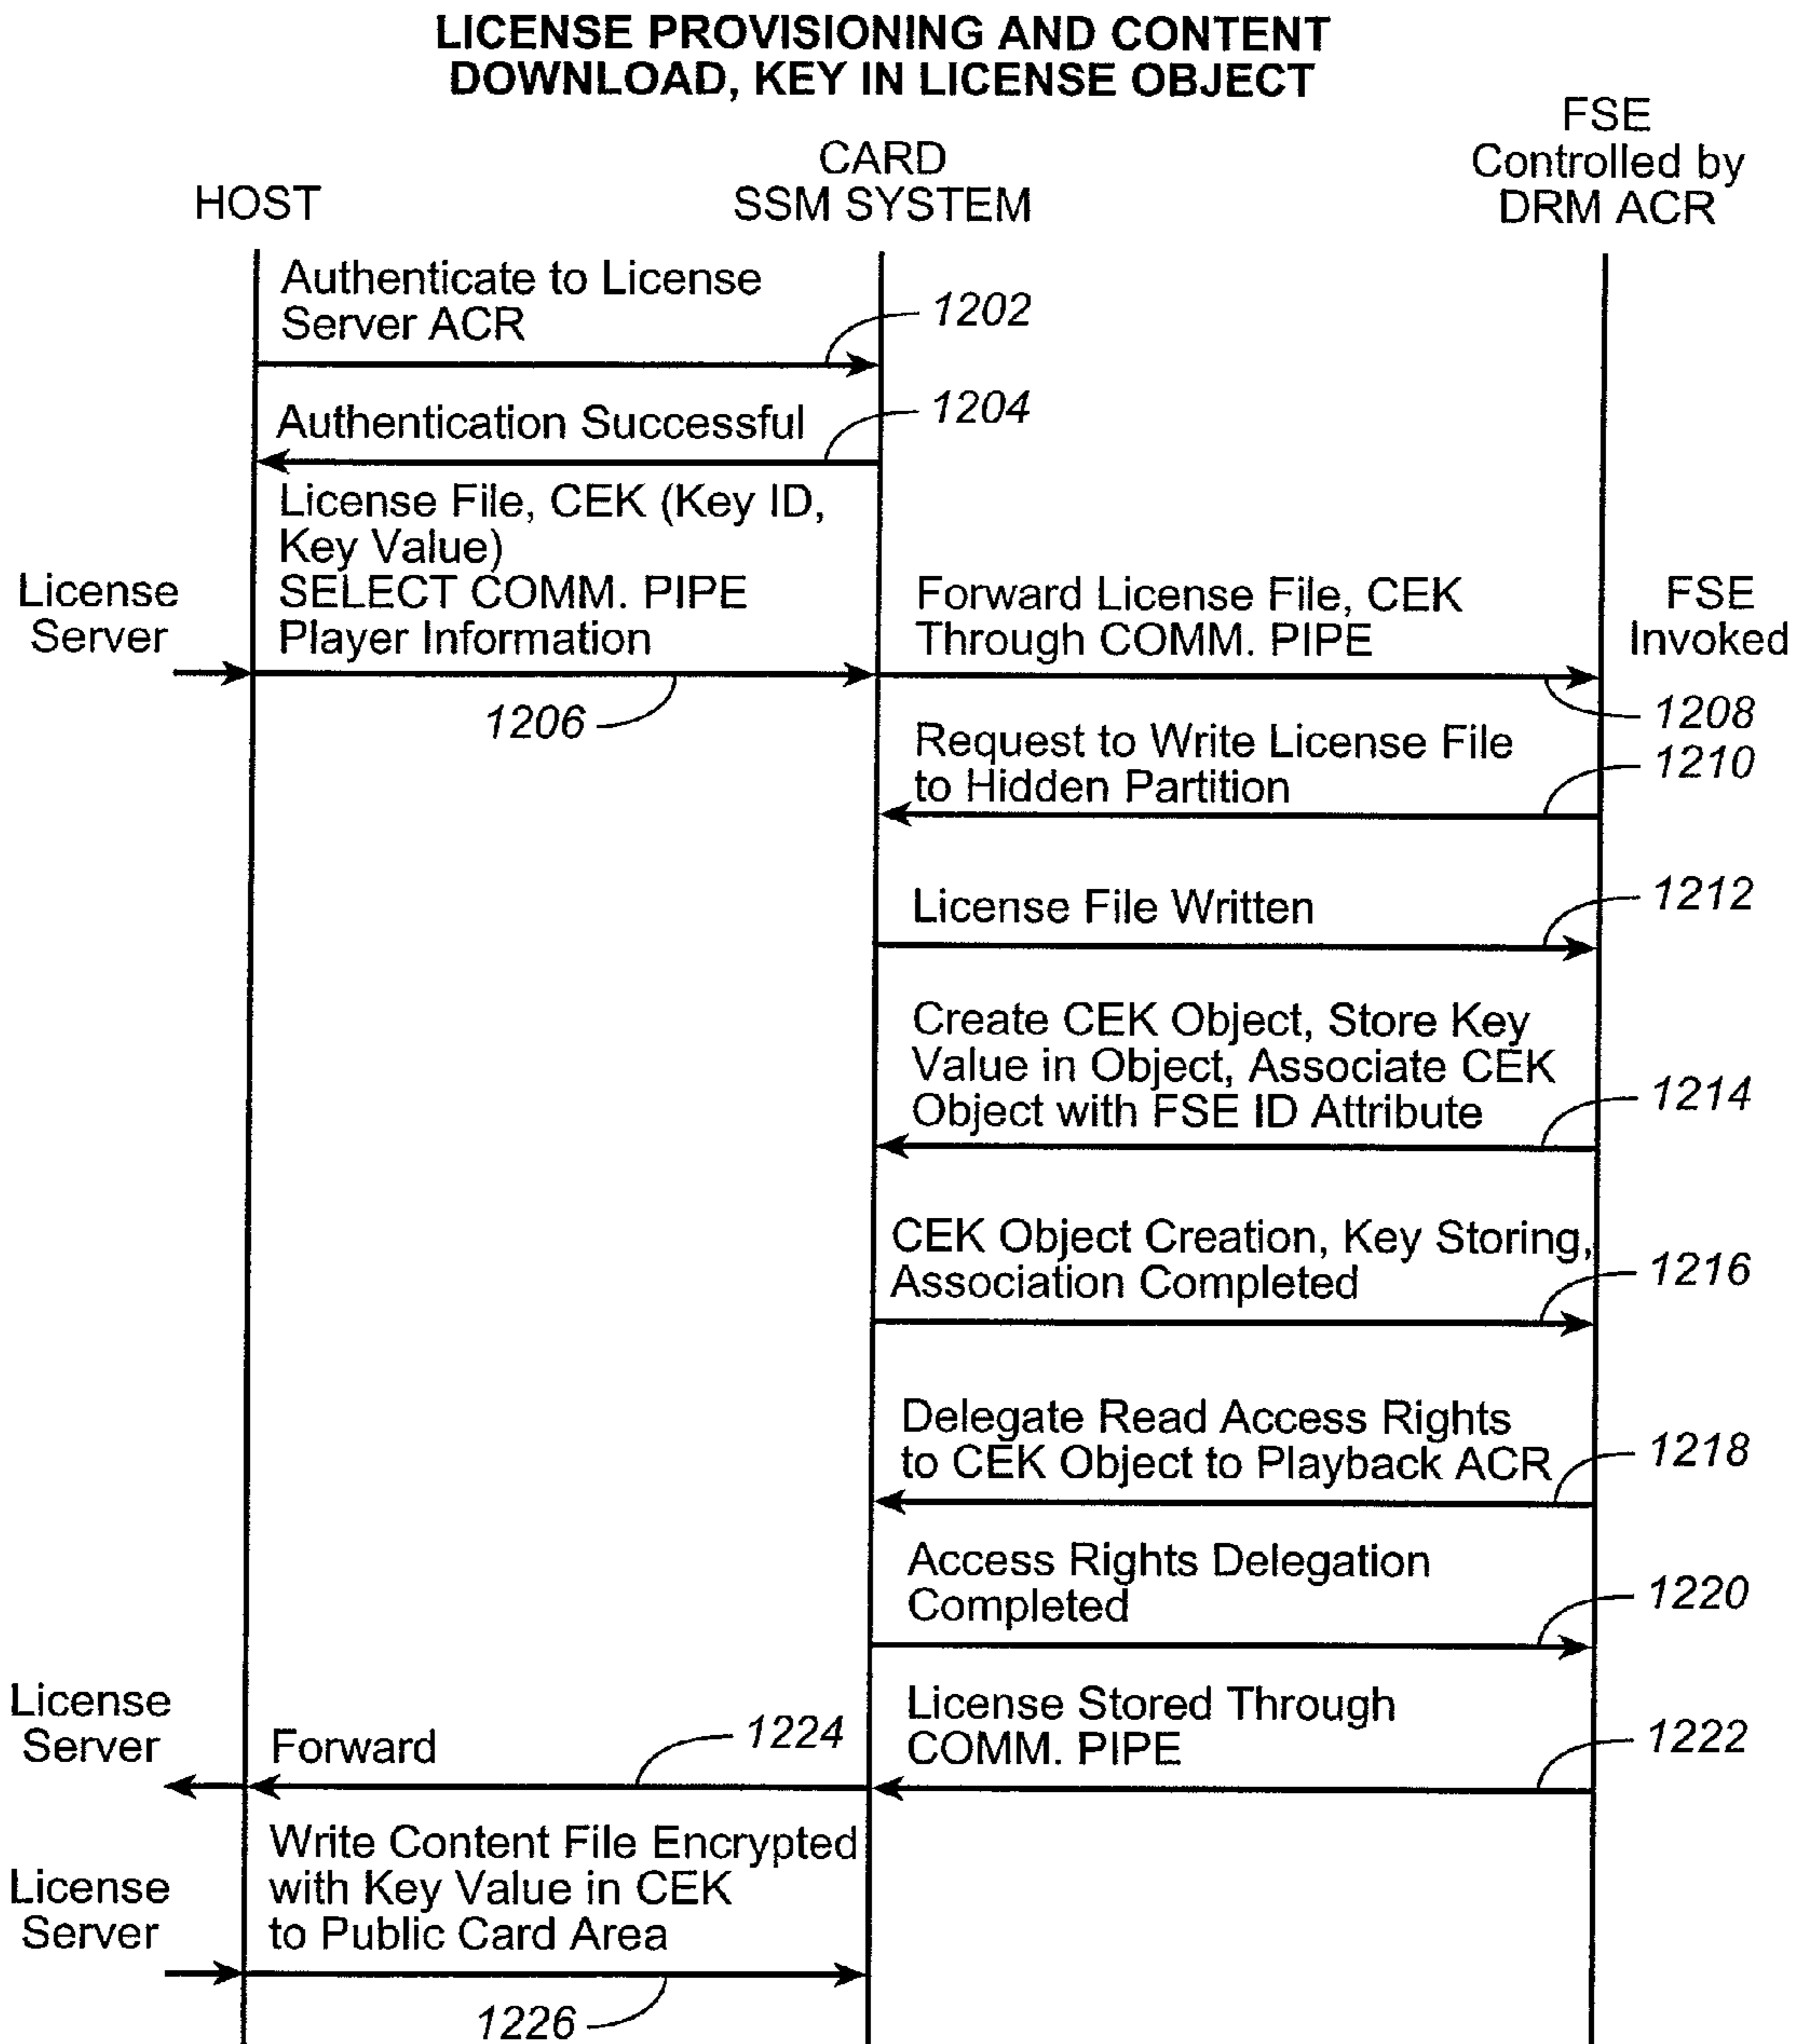 LICENSE PROVISIONING AND CONTENT
DOWNLOAD, KEY IN LICENSE OBJECT
HOST
CARD
SSM SYSTEM
FSE
Controlled by
DRM ACR
Authenticate to License
Server ACR
1202
Authentication Successful
1204
License
Server
License File, CEK (Key ID,
Key Value)
SELECT COMM. PIPE
Player Information
1206
Forward License File, CEK
Through COMM. PIPE
FSE
Invoked
1208
Request to Write License File
to Hidden Partition
1210
License File Written
1212
Create CEK Object, Store Key
Value in Object, Associate CEK
Object with FSE ID Attribute
1214
CEK Object Creation, Key Storing,
Association Completed
1216
Delegate Read Access Rights
to CEK Object to Playback ACR
1218
Access Rights Delegation
Completed
1220
License Stored Through
COMM. PIPE
1222
License
Server
Forward
1224
License
Server
Write Content File Encrypted
with Key Value in CEK
to Public Card Area
1226